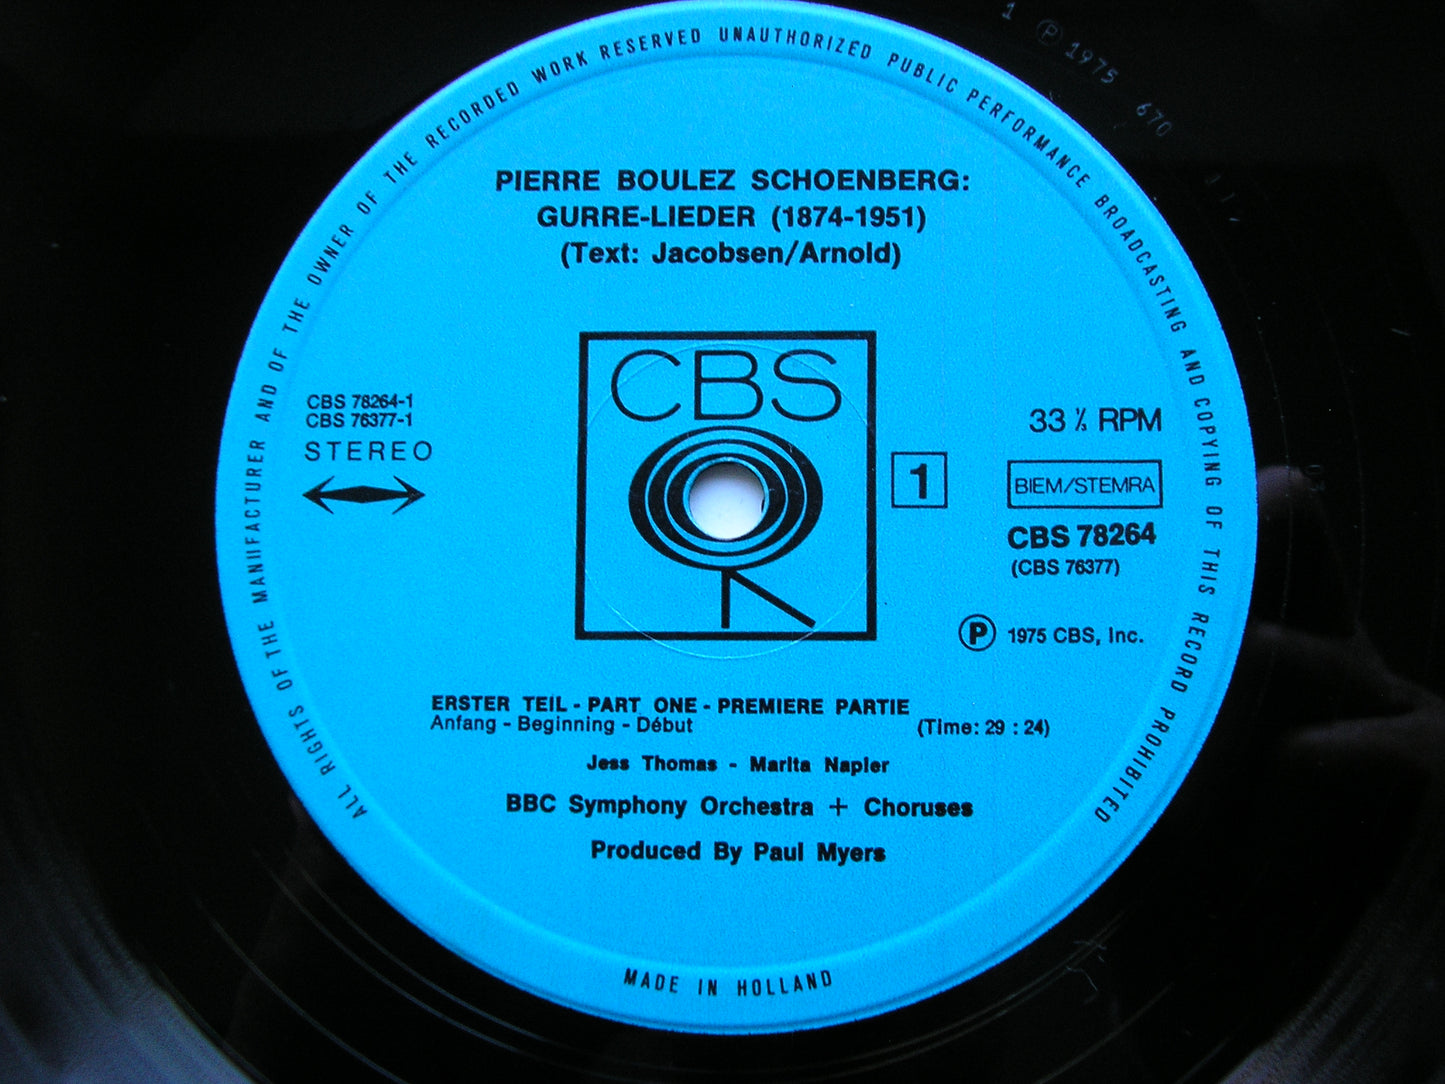 ALL RIGHTS OF THE MANUFACTURER AND OF THE OWNER OF THE RECORDED WORK RESERVED UNAUTHORIZED PUBLIC PERFORMANCE BROADCASTING AND COPYING OF THIS RECORD PROHIBITED
1 Ⓟ 1975 670
PIERRE BOULEZ SCHOENBERG:
GURRE-LIEDER (1874-1951)
(Text: Jacobsen/Arnold)
CBS
CBS 78264-1
CBS 76377-1
STEREO
1
33 ⅓ RPM
BIEM/STEMRA
CBS 78264
(CBS 76377)
Ⓟ 1975 CBS, Inc.
ERSTER TEIL - PART ONE - PREMIERE PARTIE
Anfang - Beginning - Début (Time: 29 : 24)
Jess Thomas - Marita Napier
BBC Symphony Orchestra + Choruses
Produced By Paul Myers
MADE IN HOLLAND